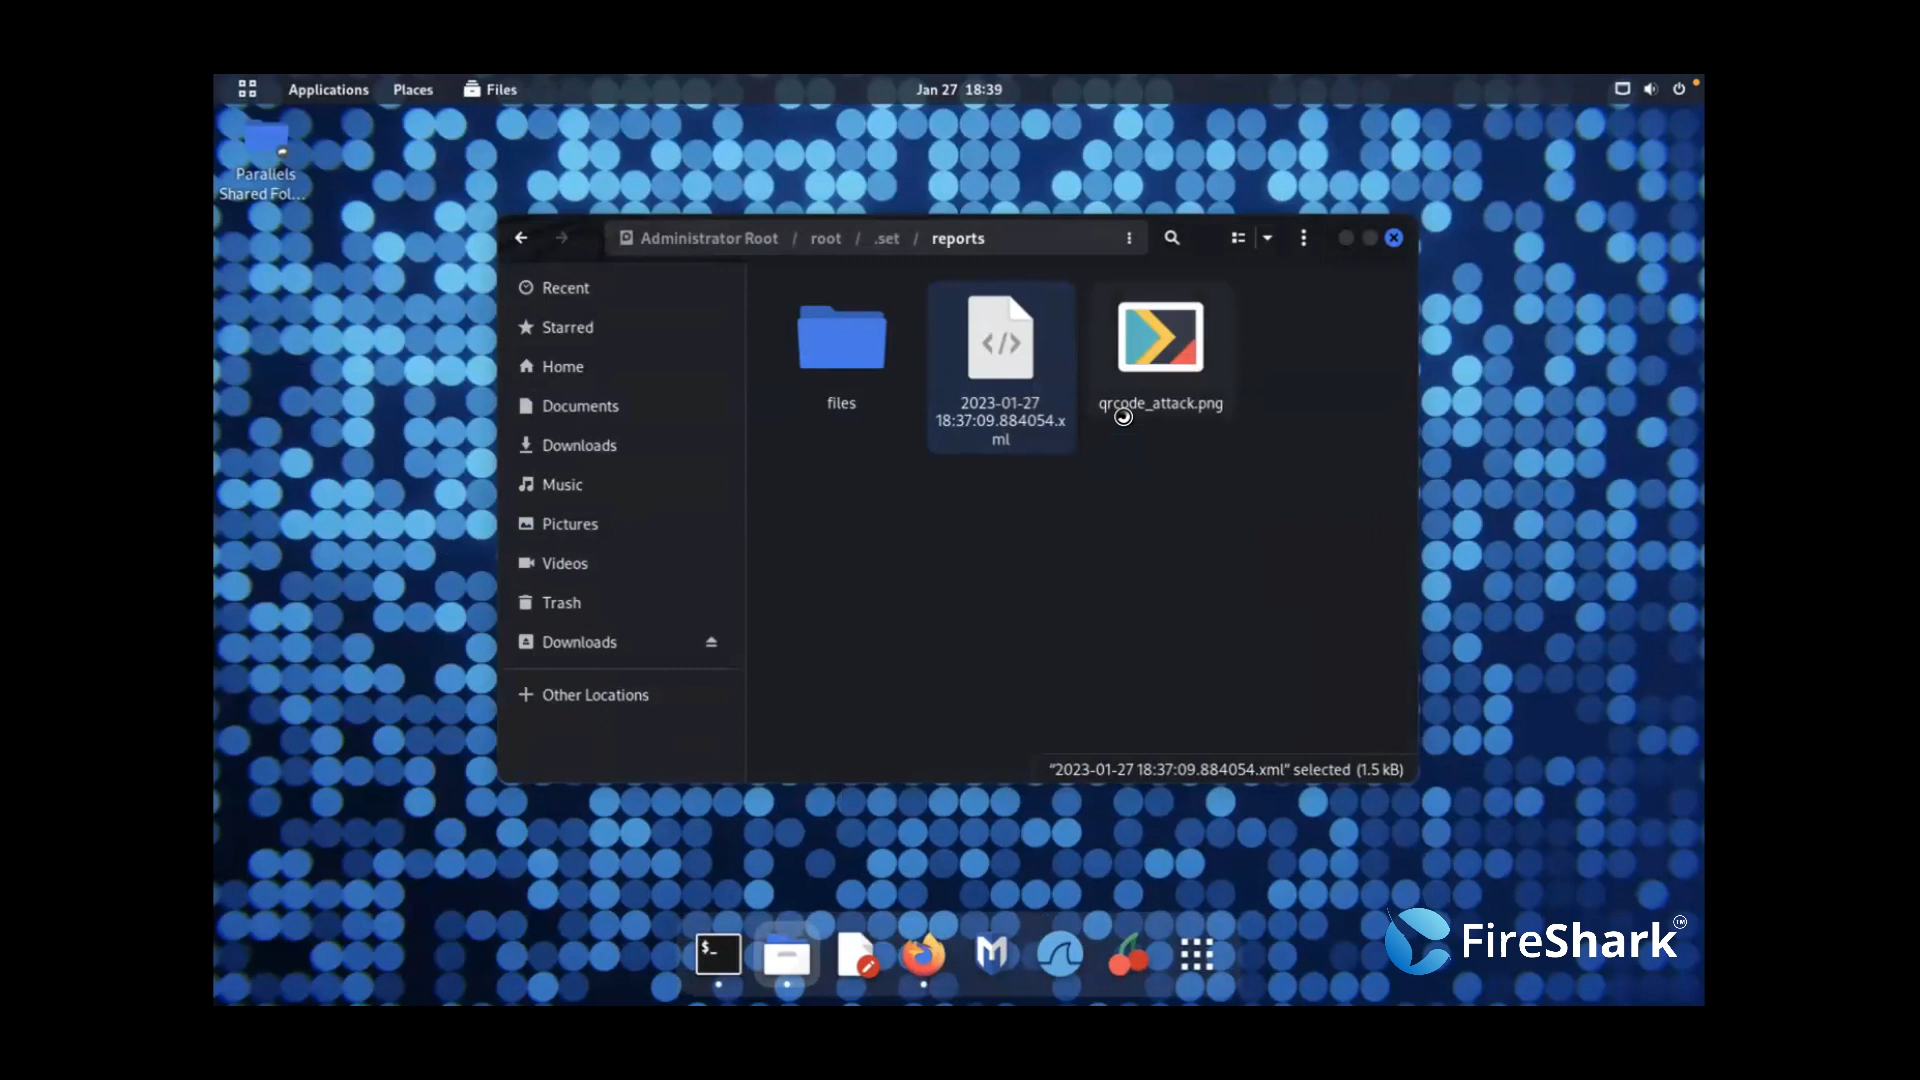 Applications Places Files Jan 27 18:39
Parallels
Shared Fol...
Administrator Root / root / .set / reports
Recent
Starred
Home
Documents
Downloads
Music
Pictures
Videos
Trash
Downloads
Other Locations
files
2023-01-27
18:37:09.884054.x
ml
qrcode_attack.png
"2023-01-27 18:37:09.884054.xml" selected (1.5 kB)
$_
FireShark™